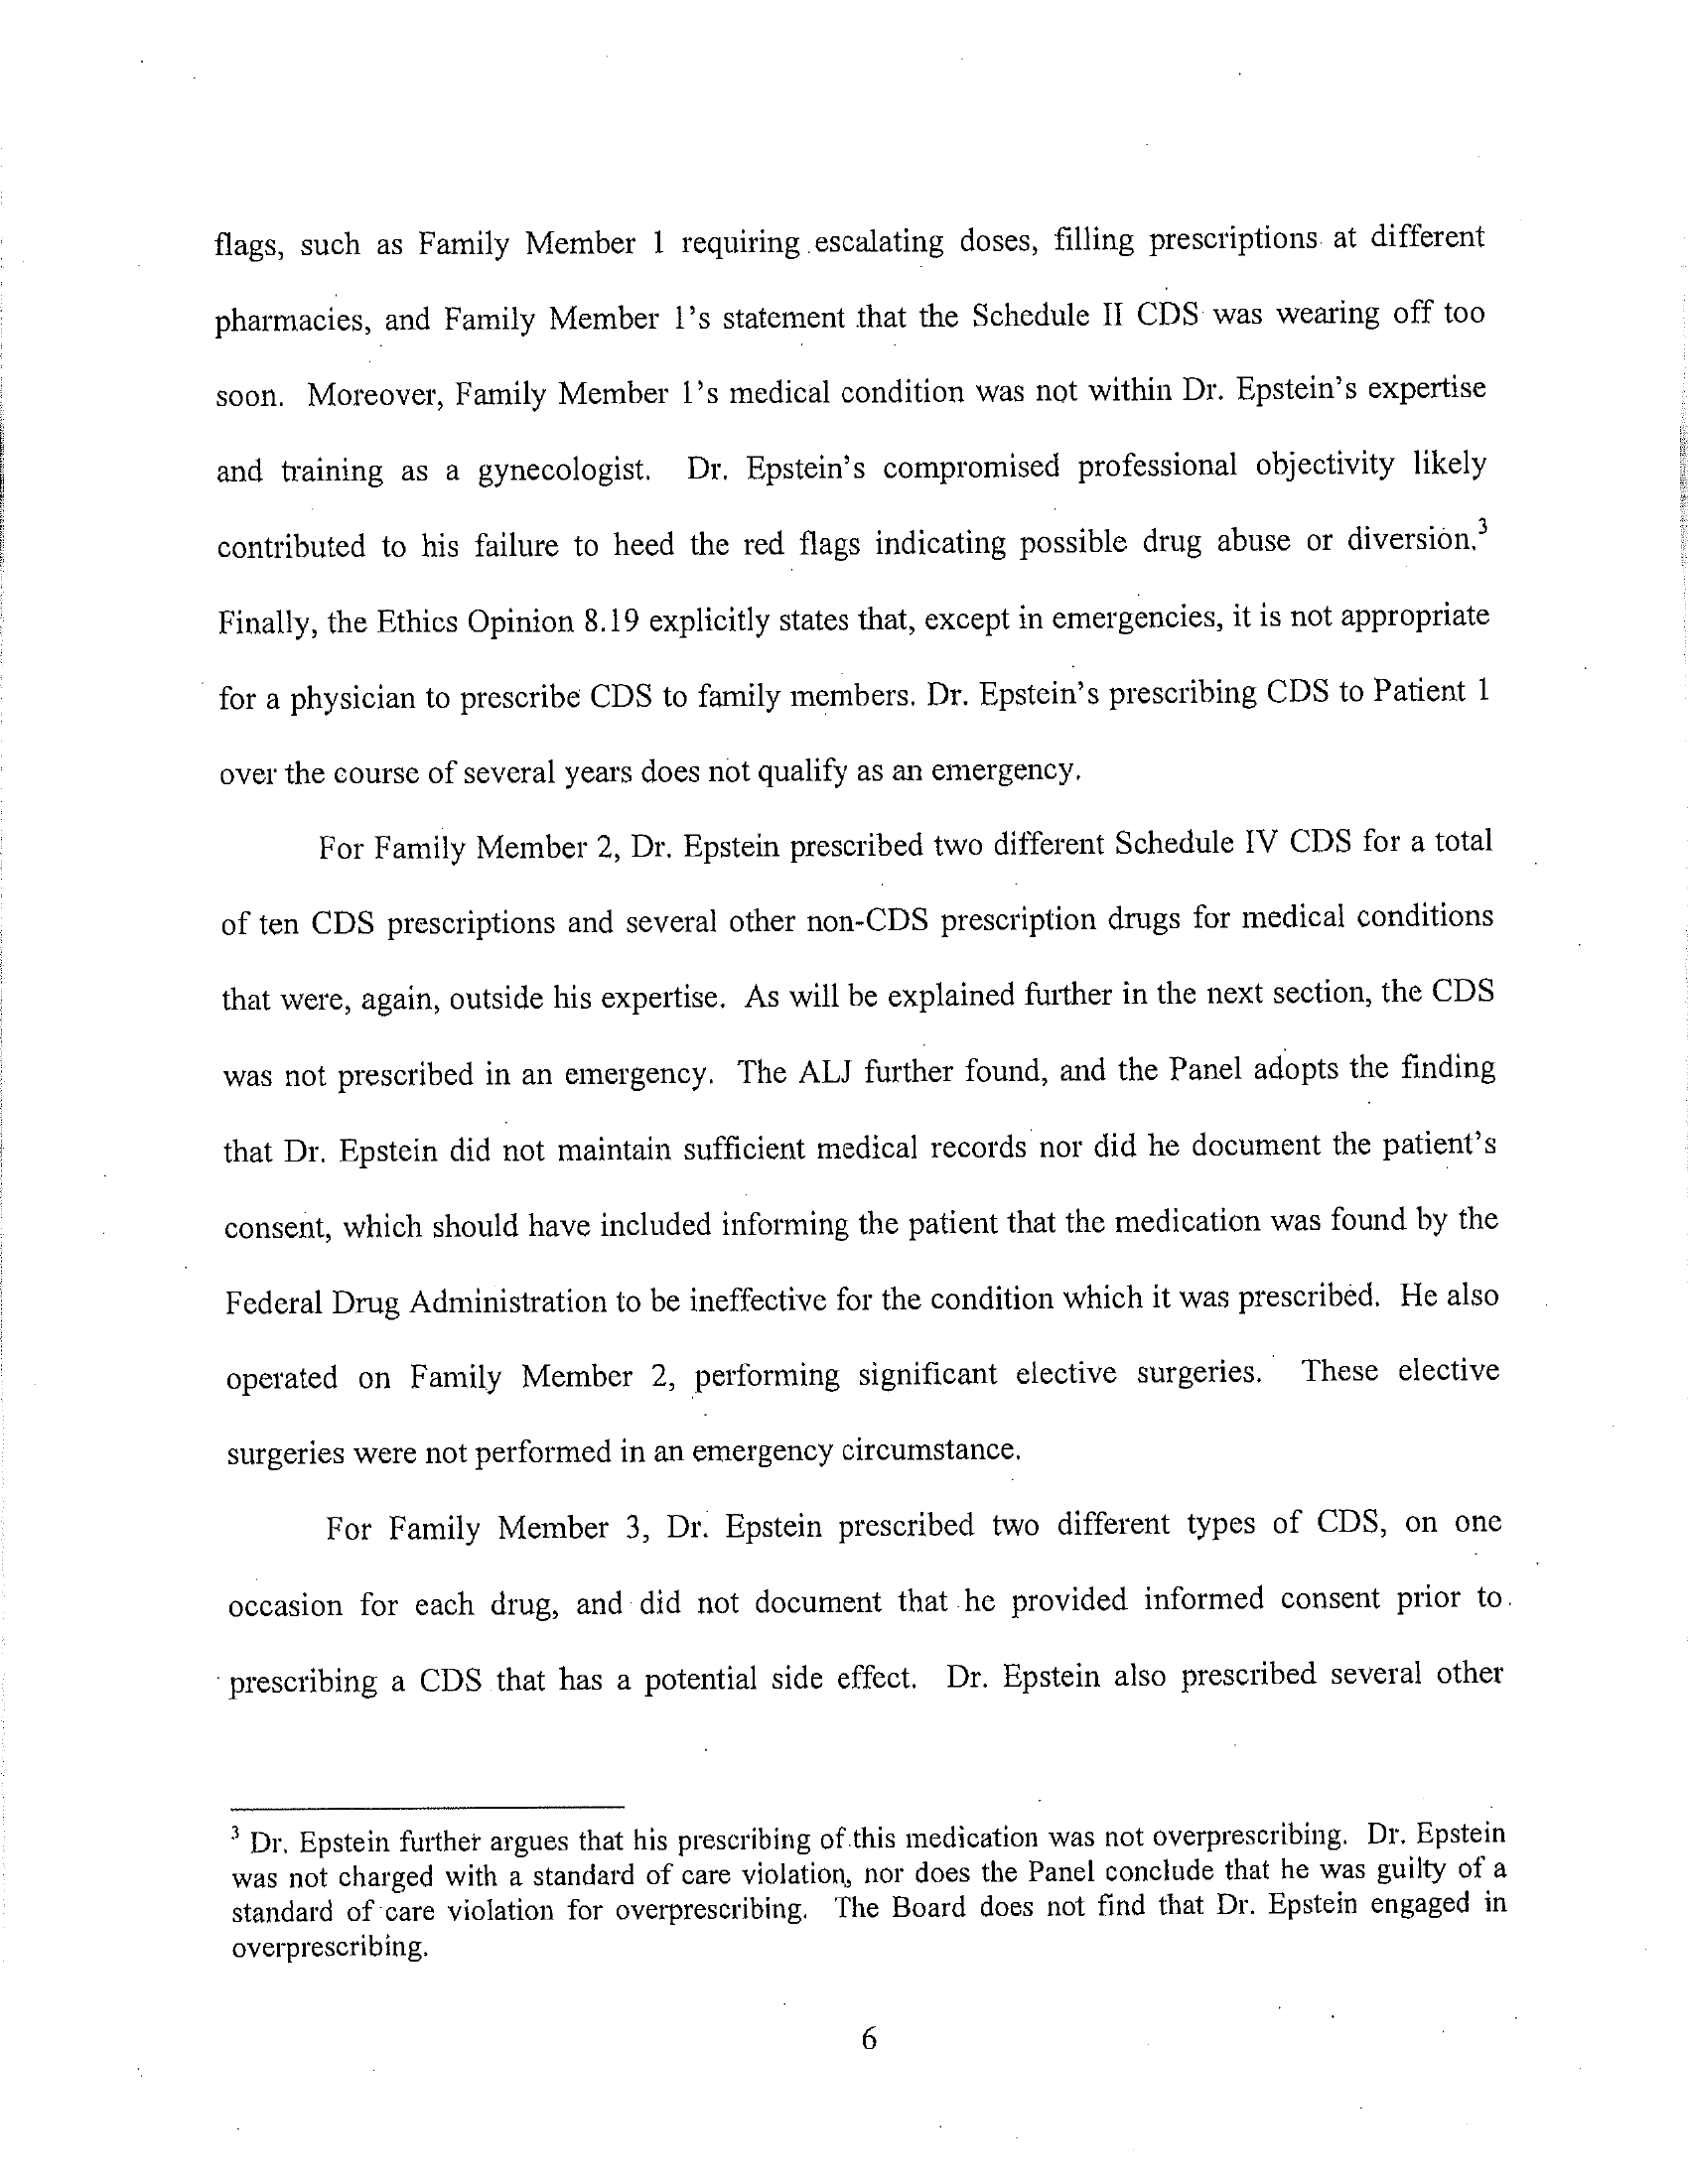 flags, such as Family Member 1 requiring escalating doses, filling prescriptions at different
pharmacies, and Family Member 1's statement that the Schedule II CDS was wearing off too
soon. Moreover, Family Member 1's medical condition was not within Dr. Epstein's expertise
and training as a gynecologist. Dr. Epstein's compromised professional objectivity likely
contributed to his failure to heed the red flags indicating possible drug abuse or diversion.³
Finally, the Ethics Opinion 8.19 explicitly states that, except in emergencies, it is not appropriate
for a physician to prescribe CDS to family members. Dr. Epstein's prescribing CDS to Patient 1
over the course of several years does not qualify as an emergency.
For Family Member 2, Dr. Epstein prescribed two different Schedule IV CDS for a total
of ten CDS prescriptions and several other non-CDS prescription drugs for medical conditions
that were, again, outside his expertise. As will be explained further in the next section, the CDS
was not prescribed in an emergency. The ALJ further found, and the Panel adopts the finding
that Dr. Epstein did not maintain sufficient medical records nor did he document the patient's
consent, which should have included informing the patient that the medication was found by the
Federal Drug Administration to be ineffective for the condition which it was prescribed. He also
operated on Family Member 2, performing significant elective surgeries. These elective
surgeries were not performed in an emergency circumstance.
For Family Member 3, Dr. Epstein prescribed two different types of CDS, on one
occasion for each drug, and did not document that he provided informed consent prior to
prescribing a CDS that has a potential side effect. Dr. Epstein also prescribed several other
³ Dr. Epstein further argues that his prescribing of this medication was not overprescribing. Dr. Epstein
was not charged with a standard of care violation, nor does the Panel conclude that he was guilty of a
standard of care violation for overprescribing. The Board does not find that Dr. Epstein engaged in
overprescribing.
6